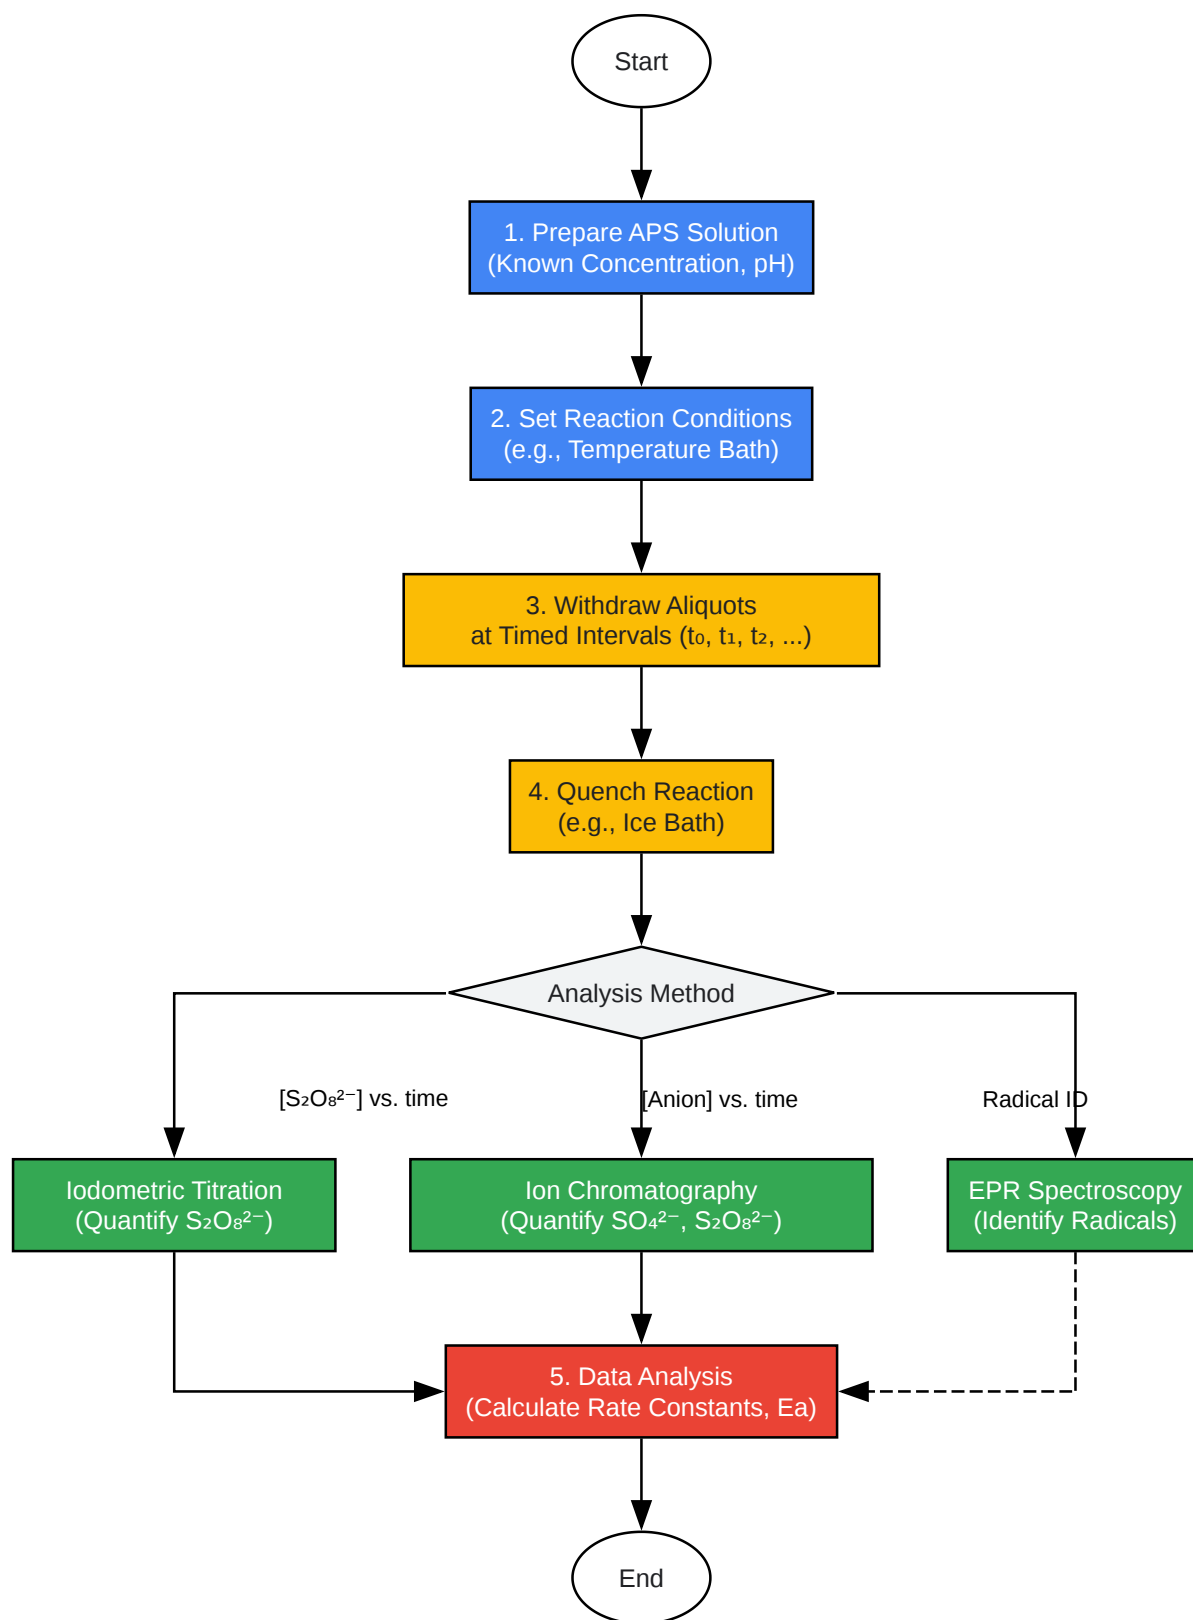 Start
1. Prepare APS Solution
(Known Concentration, pH)
2. Set Reaction Conditions
(e.g., Temperature Bath)
3. Withdraw Aliquots
at Timed Intervals (t₀, t₁, t₂, ...)
4. Quench Reaction
(e.g., Ice Bath)
Analysis Method
[S₂O₈²⁻] vs. time
[Anion] vs. time
Radical ID
Iodometric Titration
(Quantify S₂O₈²⁻)
Ion Chromatography
(Quantify SO₄²⁻, S₂O₈²⁻)
EPR Spectroscopy
(Identify Radicals)
5. Data Analysis
(Calculate Rate Constants, Ea)
End